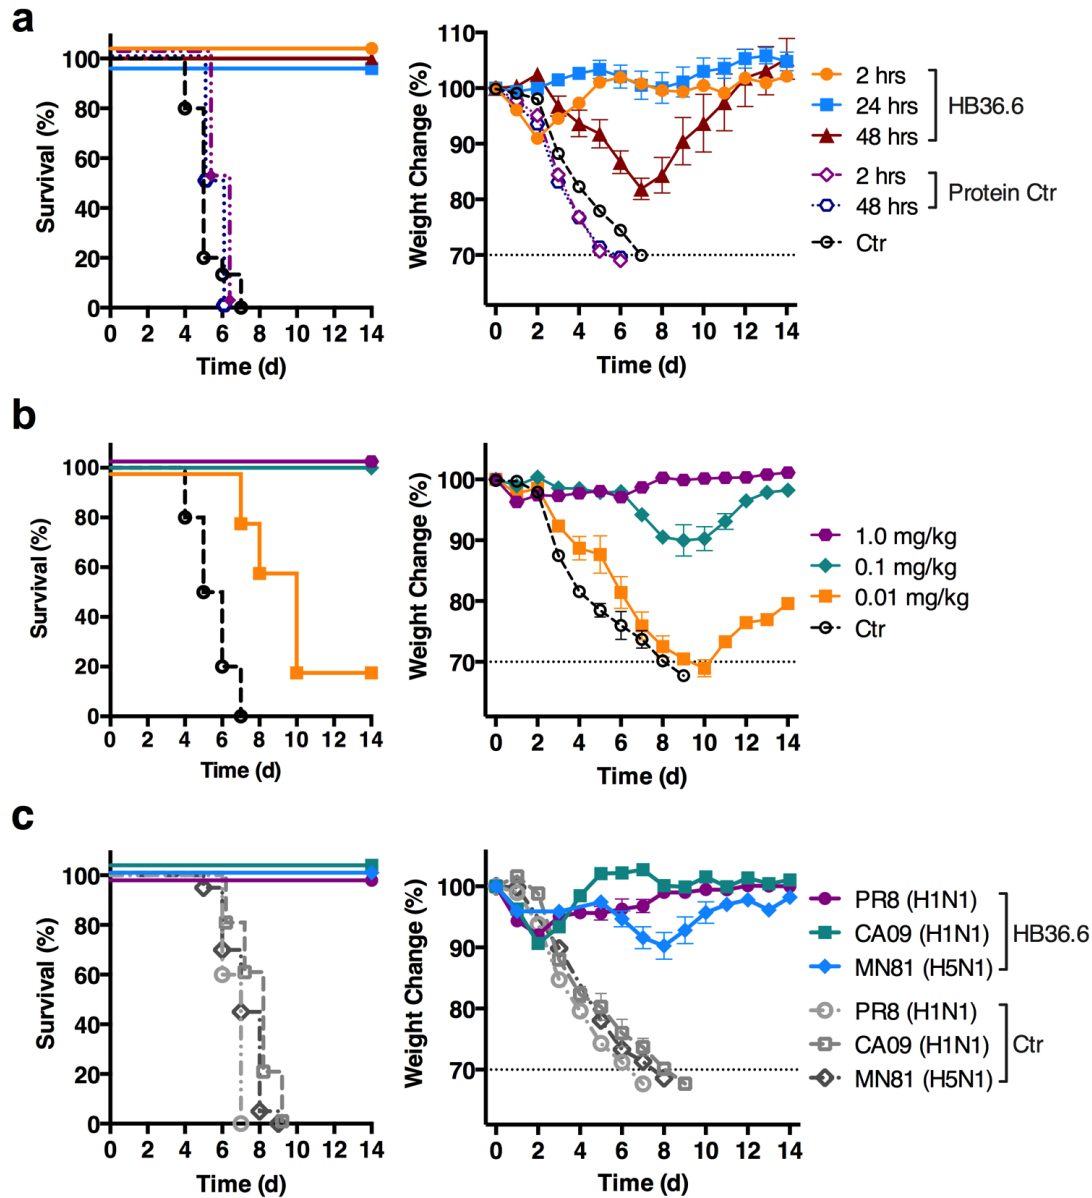 a
Survival (%)
100
80
60
40
20
0
0 2 4 6 8 10 12 14
Time (d)
Weight Change (%)
110
100
90
80
70
0 2 4 6 8 10 12 14
Time (d)
2 hrs
24 hrs
48 hrs
HB36.6
2 hrs
48 hrs
Protein Ctr
Ctr
b
Survival (%)
100
80
60
40
20
0
0 2 4 6 8 10 12 14
Time (d)
Weight Change (%)
100
90
80
70
0 2 4 6 8 10 12 14
Time (d)
1.0 mg/kg
0.1 mg/kg
0.01 mg/kg
Ctr
c
Survival (%)
100
80
60
40
20
0
0 2 4 6 8 10 12 14
Time (d)
Weight Change (%)
100
90
80
70
0 2 4 6 8 10 12 14
Time (d)
PR8 (H1N1)
CA09 (H1N1)
MN81 (H5N1)
HB36.6
PR8 (H1N1)
CA09 (H1N1)
MN81 (H5N1)
Ctr